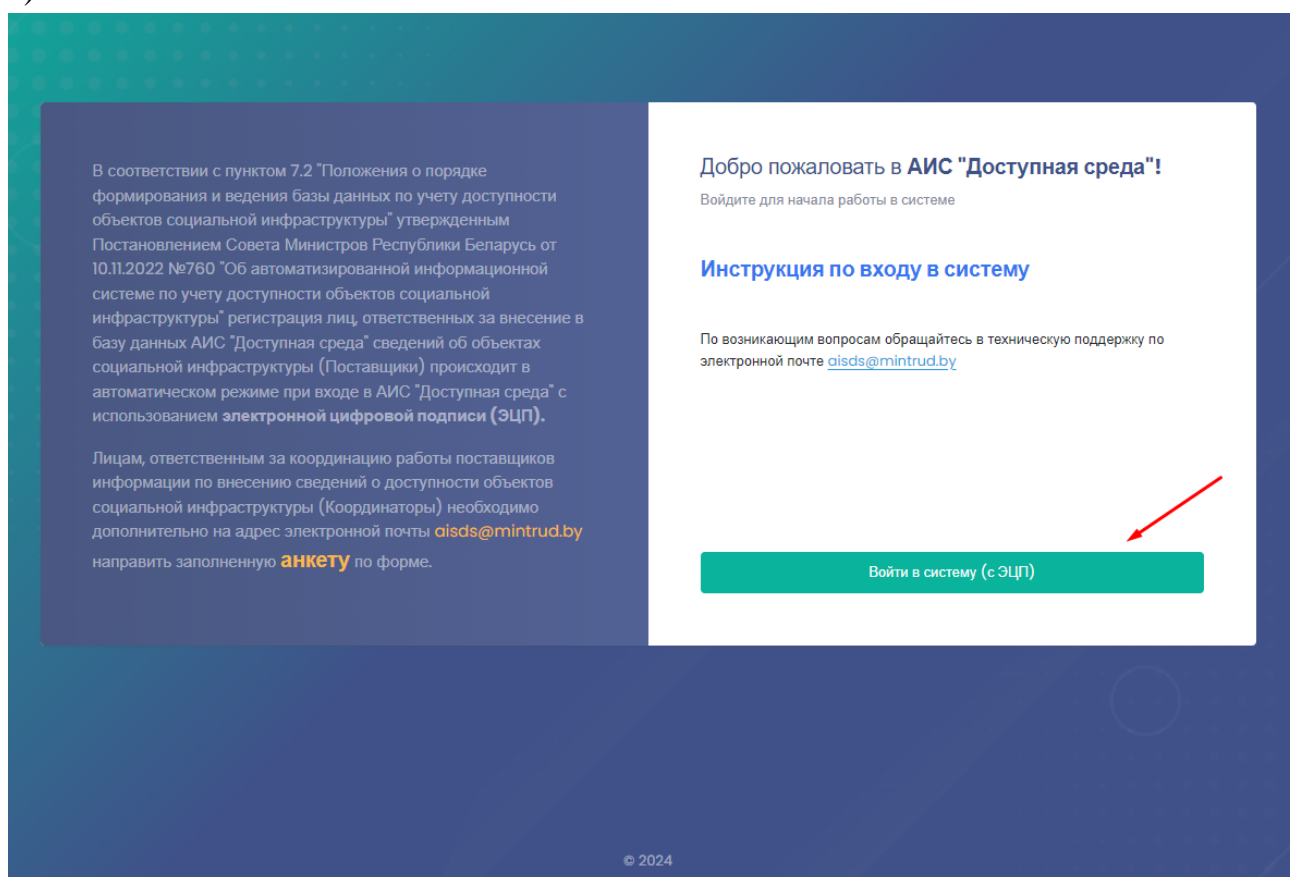 В соответствии с пунктом 7.2 "Положения о порядке
формирования и ведения базы данных по учету доступности
объектов социальной инфраструктуры" утвержденным
Постановлением Совета Министров Республики Беларусь от
10.11.2022 №760 "Об автоматизированной информационной
системе по учету доступности объектов социальной
инфраструктуры" регистрация лиц, ответственных за внесение в
базу данных АИС "Доступная среда" сведений об объектах
социальной инфраструктуры (Поставщики) происходит в
автоматическом режиме при входе в АИС "Доступная среда" с
использованием электронной цифровой подписи (ЭЦП).
Лицам, ответственным за координацию работы поставщиков
информации по внесению сведений о доступности объектов
социальной инфраструктуры (Координаторы) необходимо
дополнительно на адрес электронной почты aisds@mintrud.by
направить заполненную анкету по форме.
Добро пожаловать в АИС "Доступная среда"!
Войдите для начала работы в системе
Инструкция по входу в систему
По возникающим вопросам обращайтесь в техническую поддержку по
электронной почте aisds@mintrud.by
Войти в систему (с ЭЦП)
© 2024